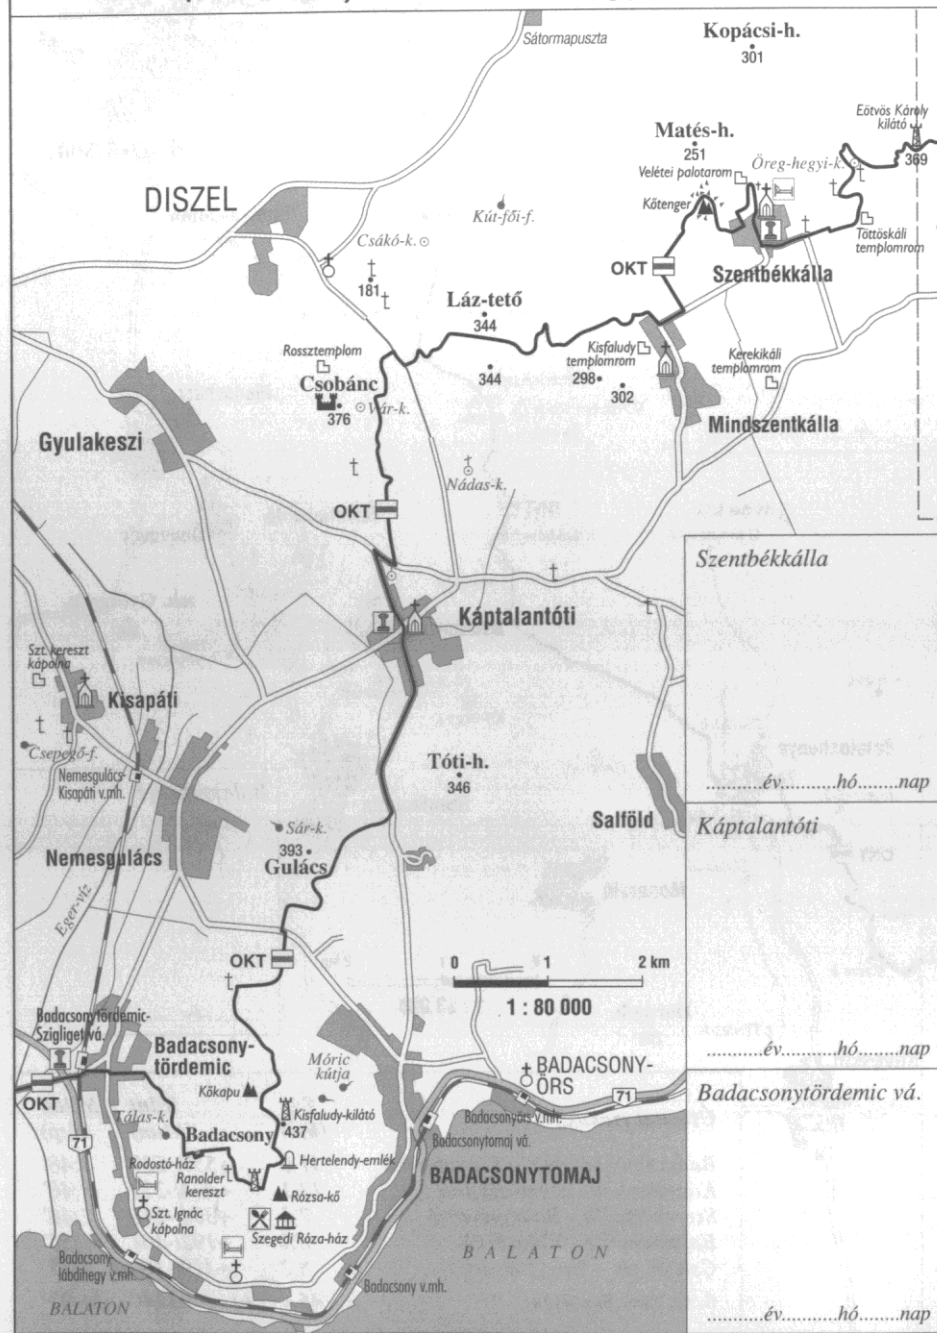 Sátormapuszta
Kopácsi-h.
301
Eötvös Károly
kilátó
369
Matés-h.
251
Öreg-hegyi-k.
Velétei palotarom
Kőtenger
DISZEL
Kút-fői-f.
Csákó-k.
Töttöskáli
templomrom
OKT
Szentbékkálla
181
Láz-tető
344
Rossztemplom
Kisfaludy
templomrom
Kerekikáli
templomrom
344
298
302
Csobánc
376
Vár-k.
Gyulakeszi
Mindszentkálla
Nádas-k.
OKT
Szentbékkálla
Káptalantóti
Szt. kereszt
kápolna
Kisapáti
Csepegő-f.
Nemesgulács-
Kisapáti v.mh.
Tóti-h.
346
...........év...........hó........nap
Salföld
Káptalantóti
Sár-k.
393
Gulács
Nemesgulács
Eger-víz
OKT
0 1 2 km
1 : 80 000
Badacsonytördemic-
Szigliget vá.
Badacsony-
tördemic
Móric
kútja
...........év...........hó........nap
BADACSONY-
ÖRS
71
Badacsonytördemic vá.
OKT
Kőkapu
Kisfaludy-kilátó
Badacsonyörs v.mh.
Tálas-k.
Badacsony
437
Badacsonytomaj vá.
71
Hertelendy-emlék
Rodostó-ház
Ranolder
kereszt
Rózsa-kő
BADACSONYTOMAJ
Szt. Ignác
kápolna
Szegedi Róza-ház
BALATON
Badacsony-
lábdihegy v.mh.
Badacsony v.mh.
BALATON
...........év...........hó........nap